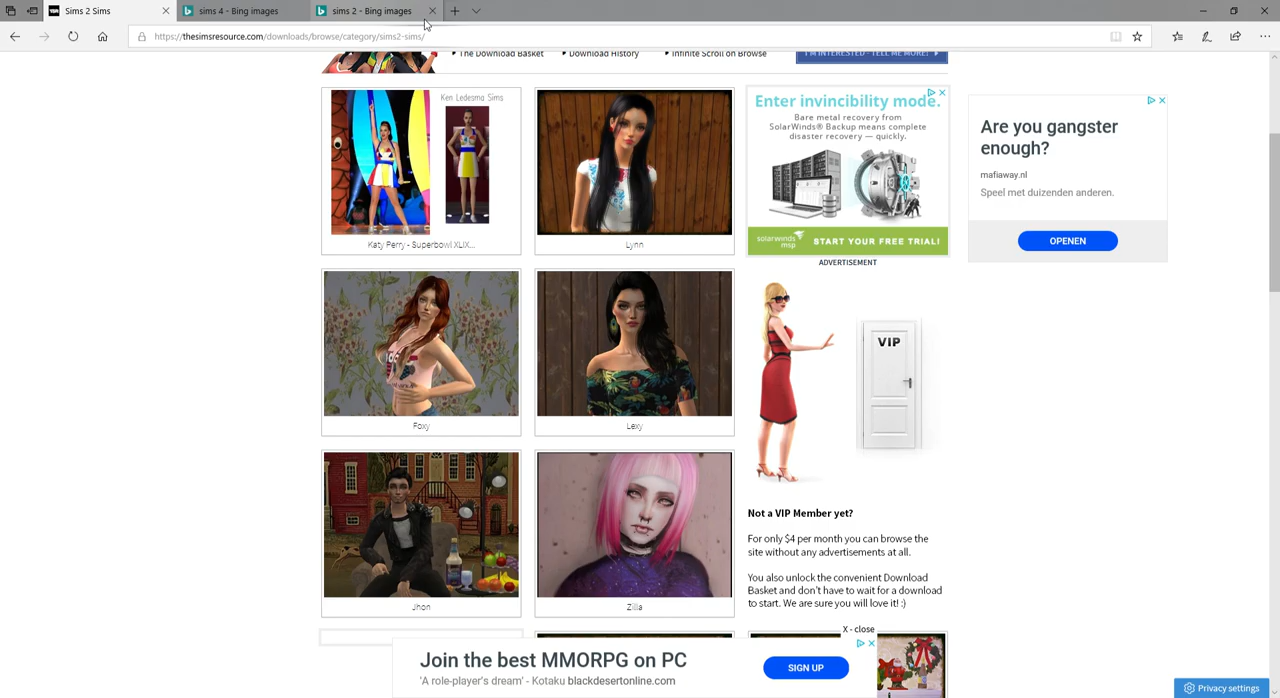 Sims 2 Sims
sims 4 - Bing images
sims 2 - Bing images
https://thesimsresource.com/downloads/browse/category/sims2-sims/
The Download Basket
Download History
Infinite Scroll on Browse
I'M INTERESTED - TELL ME MORE!
Ken Ledesma Sims
Katy Perry - Superbowl XLIX...
Lynn
Enter invincibility mode.
Bare metal recovery from
SolarWinds® Backup means complete
disaster recovery — quickly.
solarwinds
msp
START YOUR FREE TRIAL!
ADVERTISEMENT
Are you gangster
enough?
mafiaway.nl
Speel met duizenden anderen.
OPENEN
Foxy
Lexy
VIP
Jhon
Zilla
Not a VIP Member yet?
For only $4 per month you can browse the
site without any advertisements at all.
You also unlock the convenient Download
Basket and don't have to wait for a download
to start. We are sure you will love it! :)
X - close
Join the best MMORPG on PC
'A role-player's dream' - Kotaku blackdesertonline.com
SIGN UP
Privacy settings